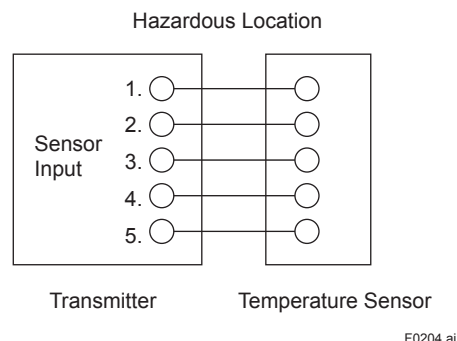 Hazardous Location
1.
2.
Sensor
Input
3.
4.
5.
Transmitter
Temperature Sensor
F0204.ai